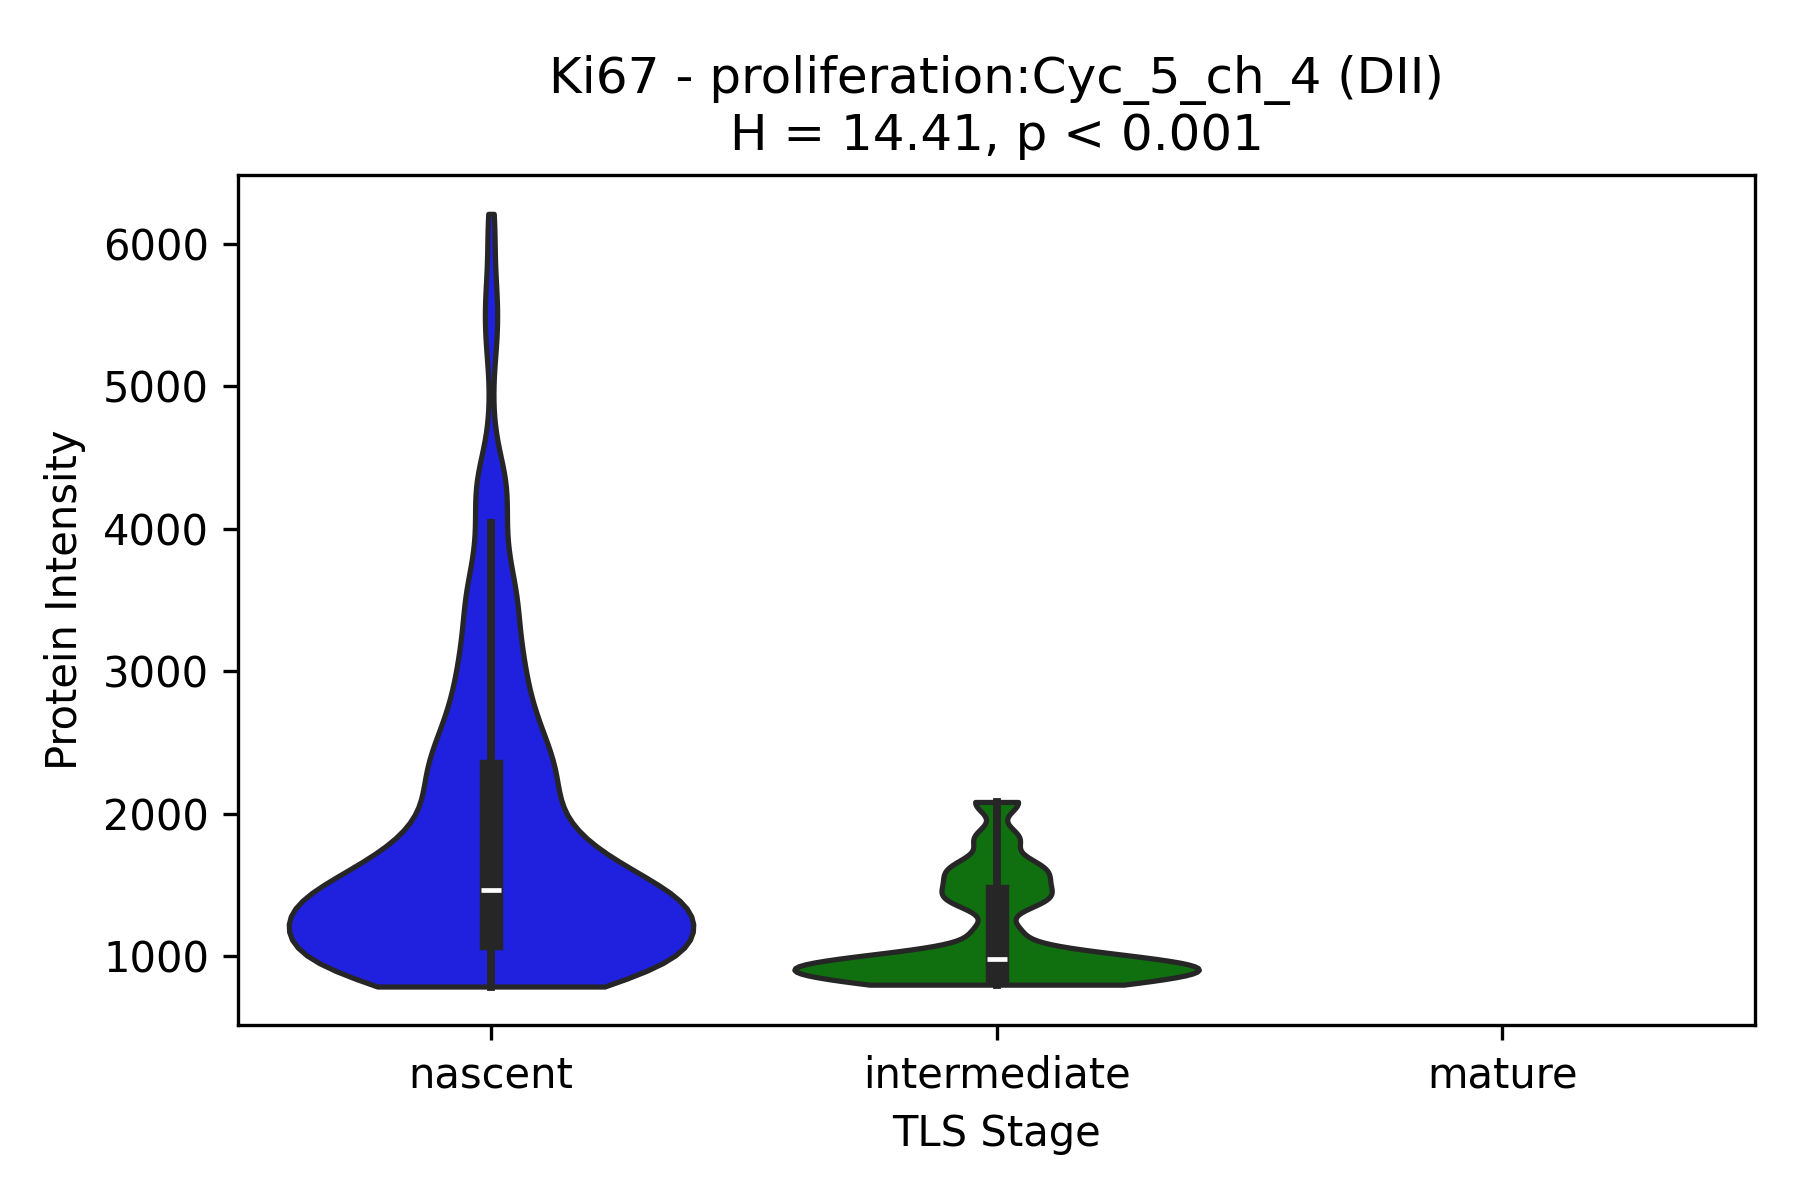 Ki67 - proliferation:Cyc_5_ch_4 (DII)
H = 14.41, p < 0.001
Protein Intensity
6000
5000
4000
3000
2000
1000
nascent
intermediate
mature
TLS Stage